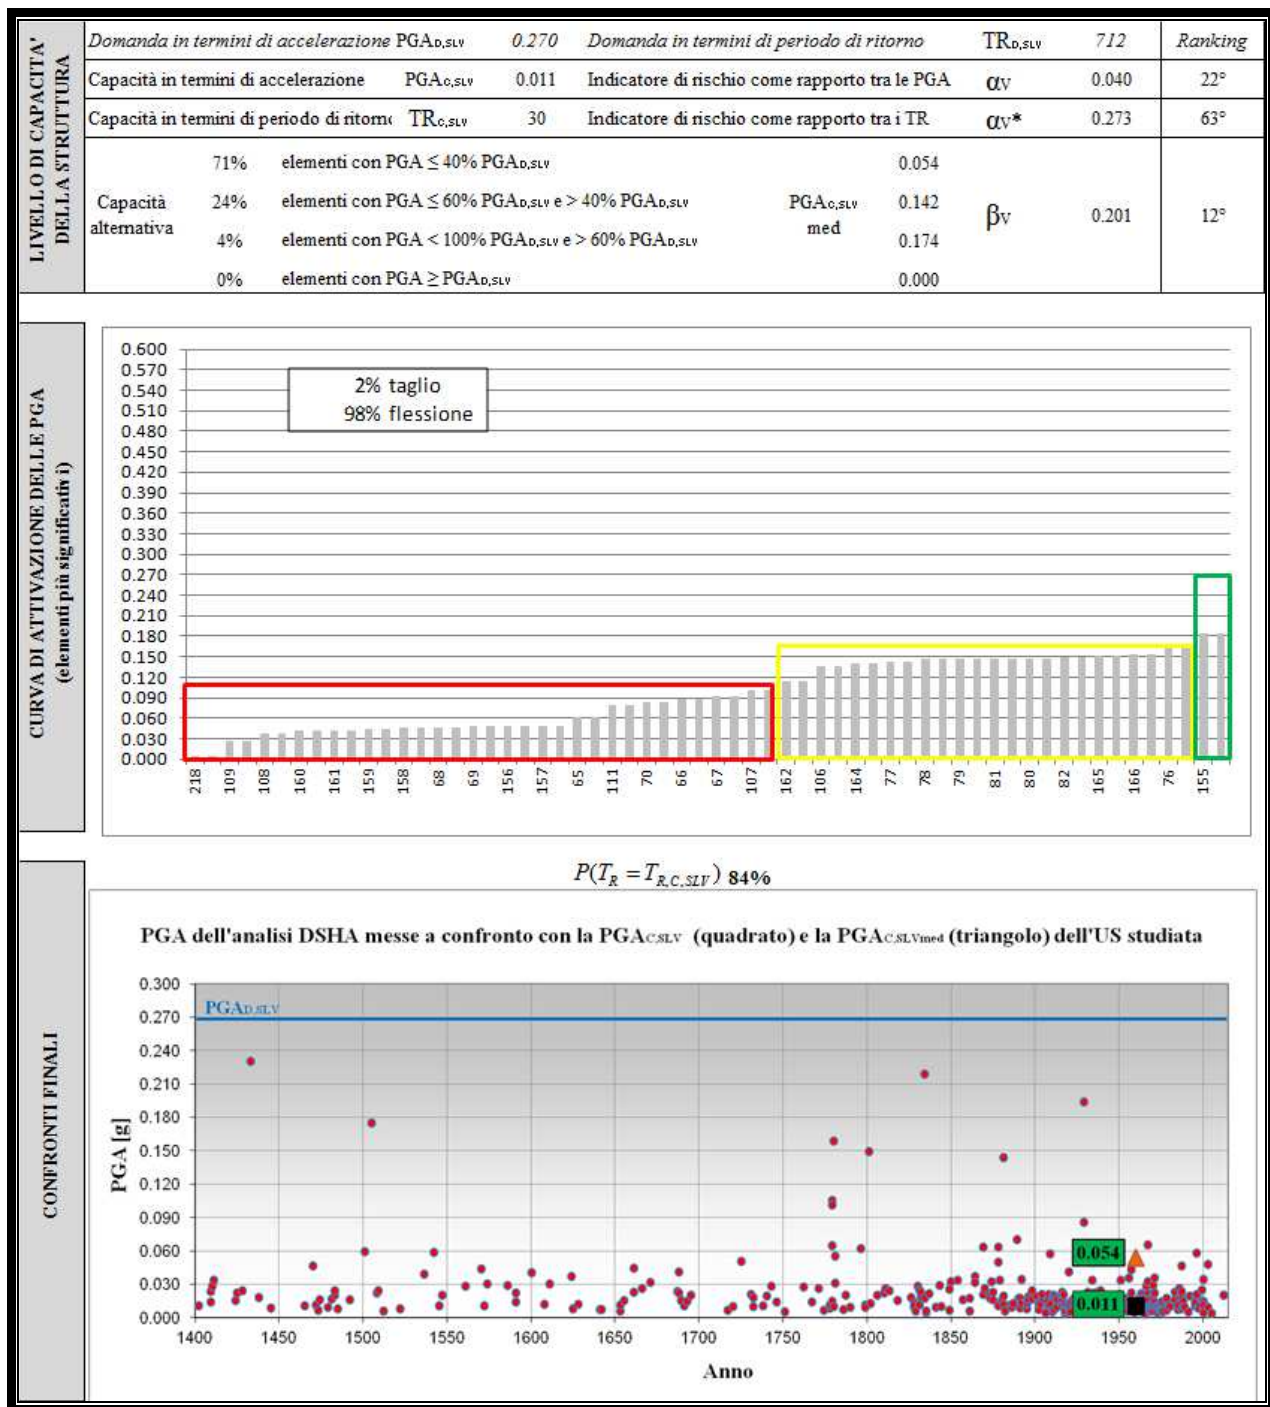 LIVELLO DI CAPACITA'
DELLA STRUTTURA
Domanda in termini di accelerazione PGAD,SLV 0.270 Domanda in termini di periodo di ritorno TRD,SLV 712 Ranking
Capacità in termini di accelerazione PGAC,SLV 0.011 Indicatore di rischio come rapporto tra le PGA αV 0.040 22°
Capacità in termini di periodo di ritorno TRC,SLV 30 Indicatore di rischio come rapporto tra i TR αV* 0.273 63°
Capacità
alternativa
71% elementi con PGA ≤ 40% PGAD,SLV 0.054
24% elementi con PGA ≤ 60% PGAD,SLV e > 40% PGAD,SLV 0.142
4% elementi con PGA < 100% PGAD,SLV e > 60% PGAD,SLV 0.174
0% elementi con PGA ≥ PGAD,SLV 0.000
PGAC,SLV
med
βV 0.201 12°
CURVA DI ATTIVAZIONE DELLE PGA
(elementi più significativi)
0.600
0.570
0.540
0.510
0.480
0.450
0.420
0.390
0.360
0.330
0.300
0.270
0.240
0.210
0.180
0.150
0.120
0.090
0.060
0.030
0.000
2% taglio
98% flessione
218 109 108 160 161 159 158 68 69 156 157 65 111 70 66 67 107 162 106 164 77 78 79 81 80 82 165 166 76 155
CONFRONTI FINALI
P(TR = TR,C,SLV) 84%
PGA dell'analisi DSHA messe a confronto con la PGAC,SLV (quadrato) e la PGAC,SLVmed (triangolo) dell'US studiata
PGA [g]
0.300
0.270
0.240
0.210
0.180
0.150
0.120
0.090
0.060
0.030
0.000
PGAD,SLV
0.054
0.011
1400 1450 1500 1550 1600 1650 1700 1750 1800 1850 1900 1950 2000
Anno